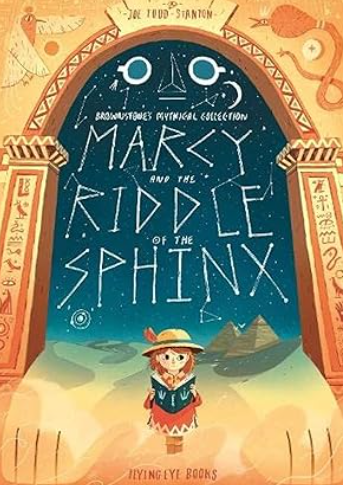 JOE TODD-STANTON
BROWNSTONE'S MYTHICAL COLLECTION
MARCY
AND THE
RIDDLE
OF THE
SPHINX
FLYING EYE BOOKS